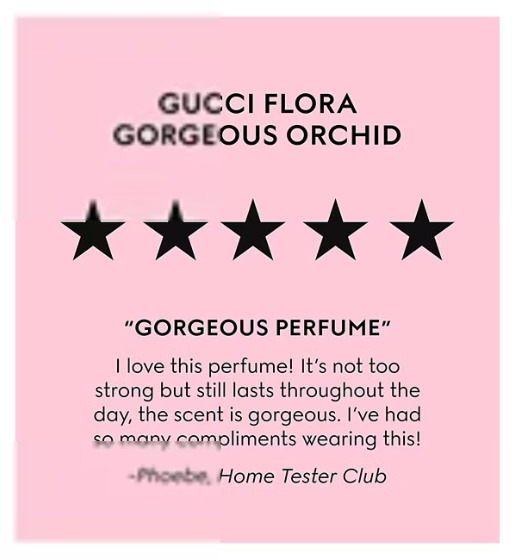 GUCCI FLORA
GORGEOUS ORCHID
"GORGEOUS PERFUME"
I love this perfume! It's not too
strong but still lasts throughout the
day, the scent is gorgeous. I've had
so many compliments wearing this!
-Phoebe, Home Tester Club